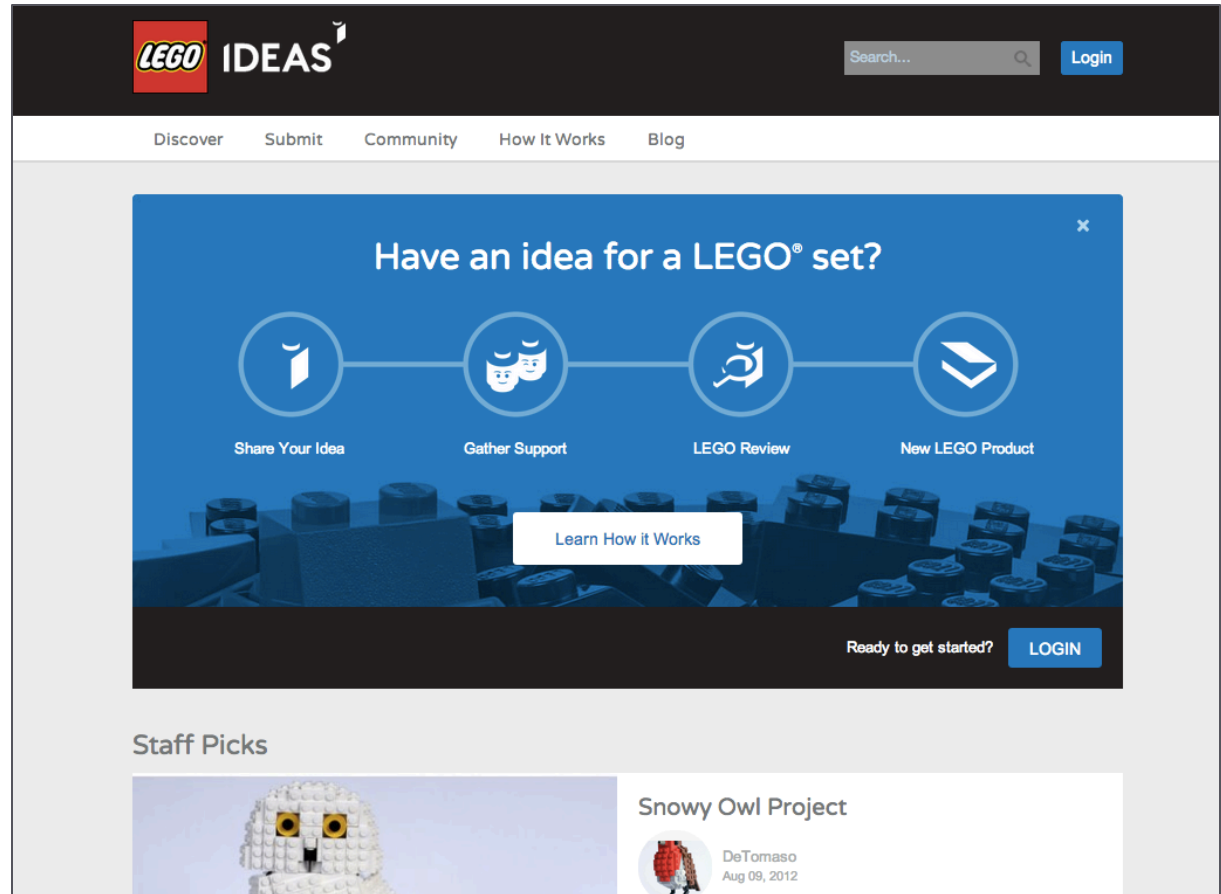 LEGO IDEAS
Search...
Login
Discover Submit Community How It Works Blog
×
Have an idea for a LEGO® set?
Share Your Idea Gather Support LEGO Review New LEGO Product
Learn How it Works
Ready to get started? LOGIN
Staff Picks
Snowy Owl Project
DeTomaso
Aug 09, 2012